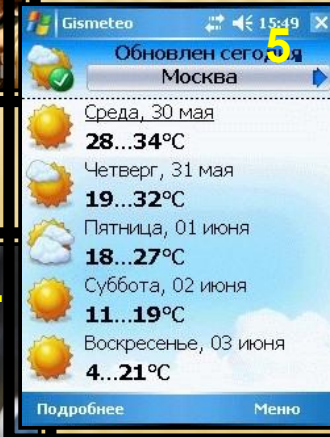 Gismeteo 15:49
Обновлен сегодня
5
Москва
Среда, 30 мая
28...34°C
Четверг, 31 мая
19...32°C
Пятница, 01 июня
18...27°C
Суббота, 02 июня
11...19°C
Воскресенье, 03 июня
4...21°C
Подробнее Меню